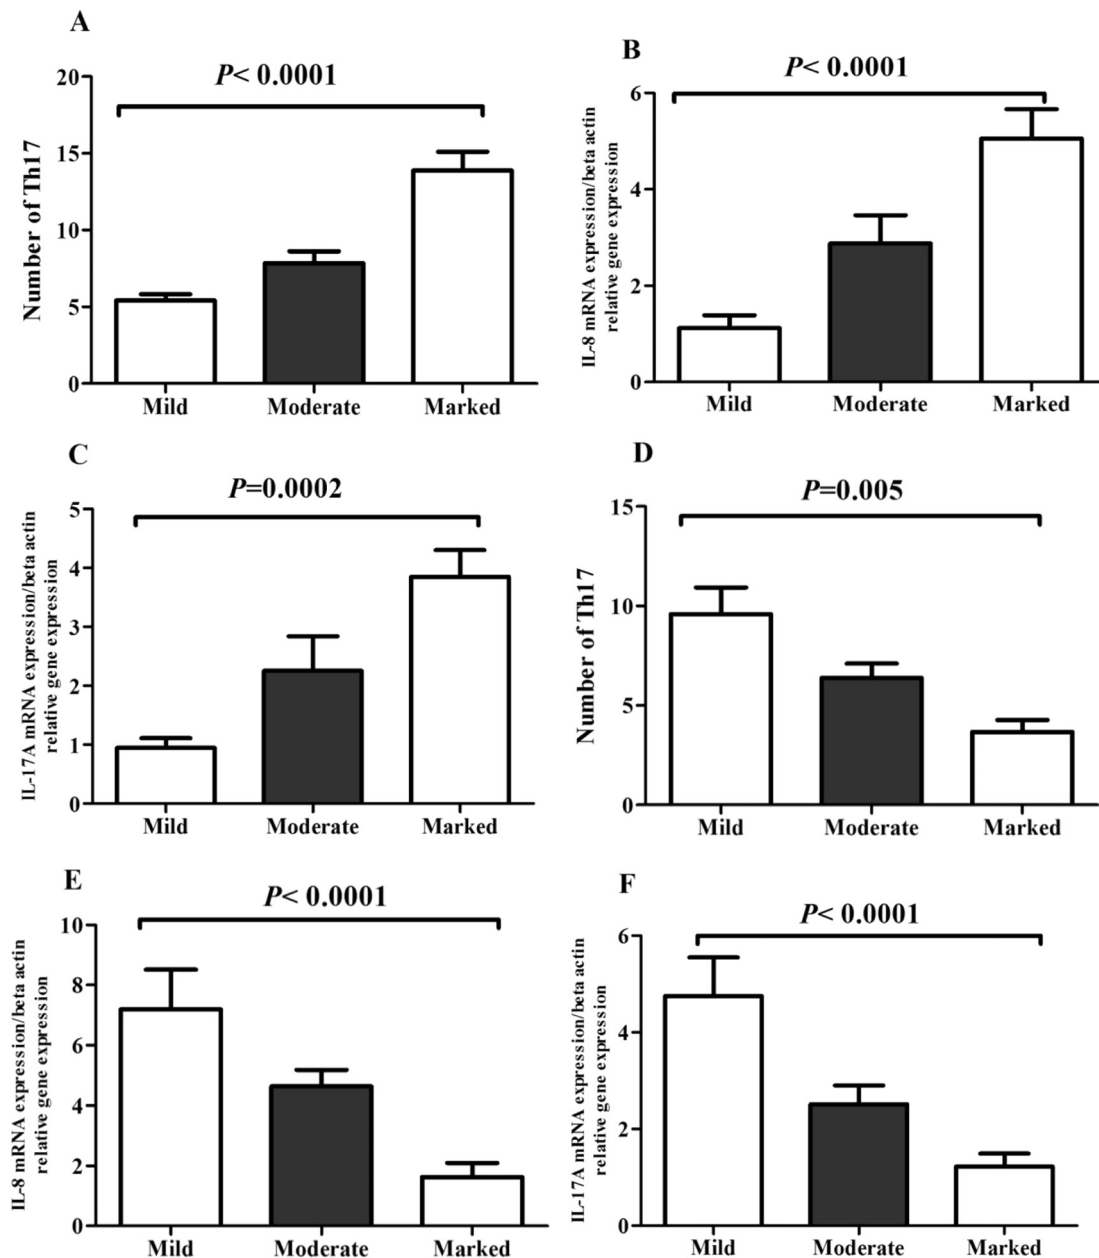 A
P< 0.0001
Number of Th17
20
15
10
5
0
Mild Moderate Marked
B
P< 0.0001
IL-8 mRNA expression/beta actin
relative gene expression
6
4
2
0
Mild Moderate Marked
C
P=0.0002
IL-17A mRNA expression/beta actin
relative gene expression
5
4
3
2
1
0
Mild Moderate Marked
D
P=0.005
Number of Th17
15
10
5
0
Mild Moderate Marked
E
P< 0.0001
IL-8 mRNA expression/beta actin
relative gene expression
10
8
6
4
2
0
Mild Moderate Marked
F
P< 0.0001
IL-17A mRNA expression/beta actin
relative gene expression
6
4
2
0
Mild Moderate Marked